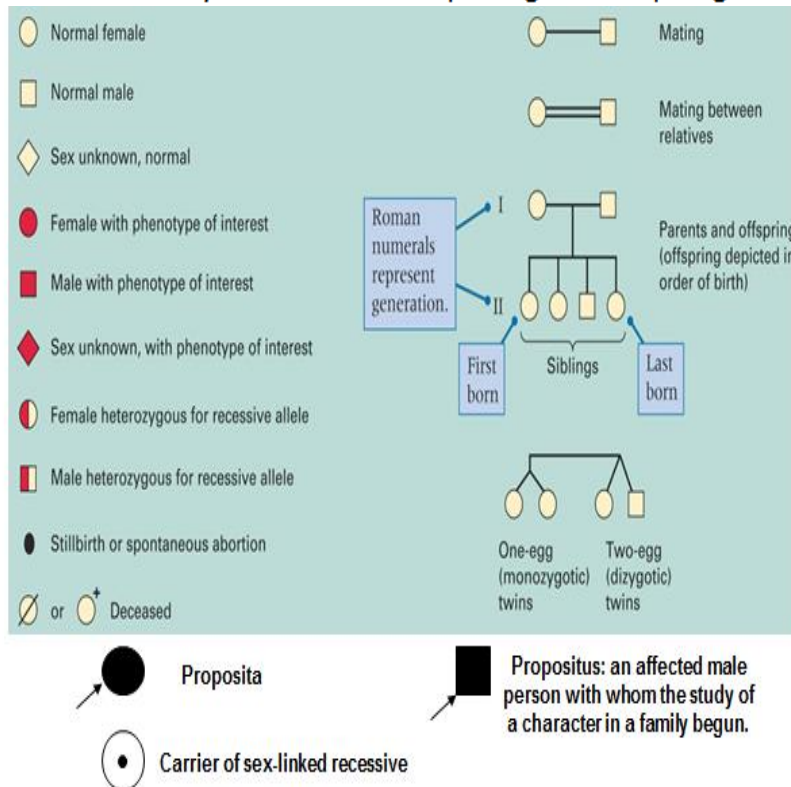 Normal female
Normal male
Sex unknown, normal
Female with phenotype of interest
Male with phenotype of interest
Sex unknown, with phenotype of interest
Female heterozygous for recessive allele
Male heterozygous for recessive allele
Stillbirth or spontaneous abortion
or
+
Deceased
Mating
Mating between
relatives
Roman
numerals
represent
generation.
I
II
Parents and offspring
(offspring depicted in
order of birth)
First
born
Siblings
Last
born
One-egg
(monozygotic)
twins
Two-egg
(dizygotic)
twins
Proposita
Propositus: an affected male
person with whom the study of
a character in a family begun.
Carrier of sex-linked recessive